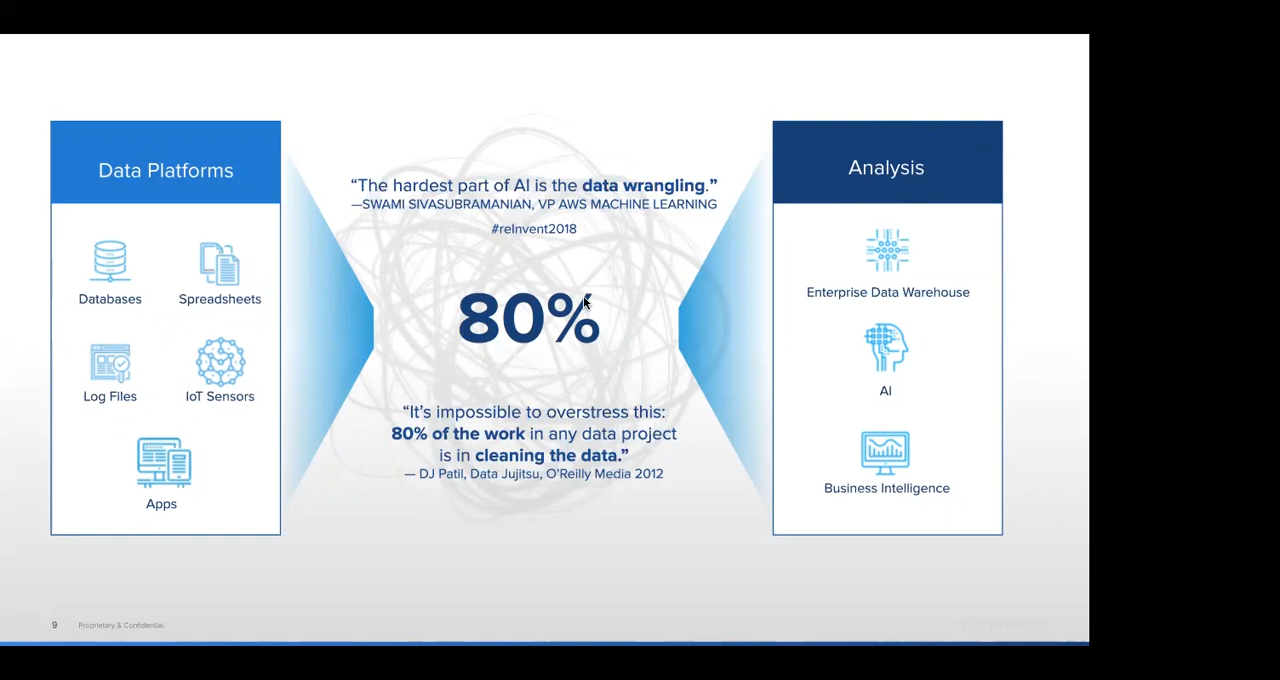 Data Platforms
Databases
Spreadsheets
Log Files
IoT Sensors
Apps
“The hardest part of AI is the data wrangling.”
—SWAMI SIVASUBRAMANIAN, VP AWS MACHINE LEARNING
#reInvent2018
80%
“It’s impossible to overstress this:
80% of the work in any data project
is in cleaning the data.”
— DJ Patil, Data Jujitsu, O’Reilly Media 2012
Analysis
Enterprise Data Warehouse
AI
Business Intelligence
9
Proprietary & Confidential